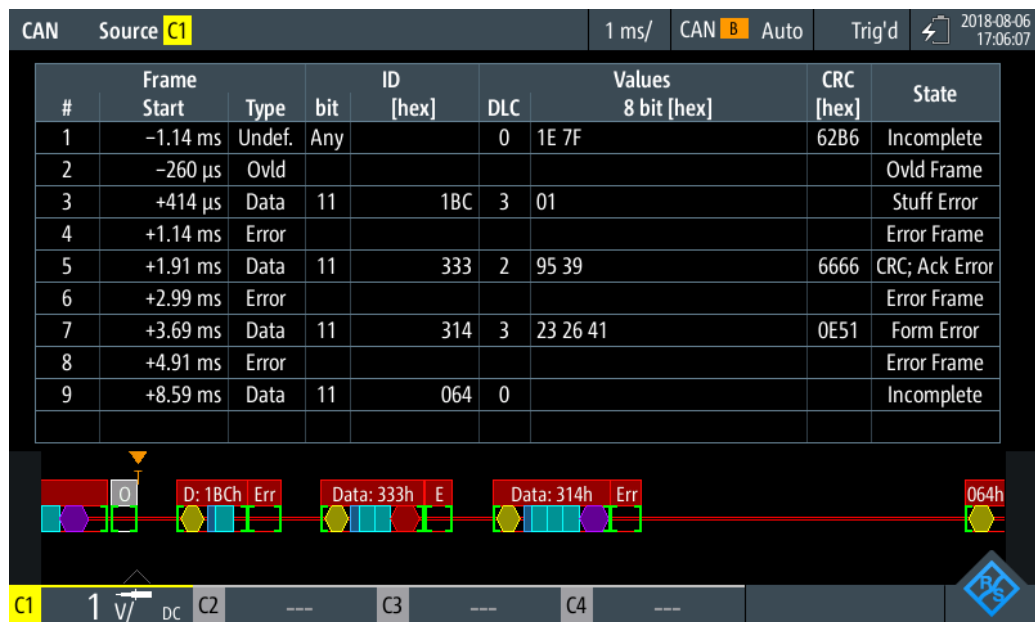 CAN Source C1 1 ms/ CAN B Auto Trig'd 2018-08-06
17:06:07
Frame ID Values CRC State
# Start Type bit [hex] DLC 8 bit [hex] [hex]
1 −1.14 ms Undef. Any 0 1E 7F 62B6 Incomplete
2 −260 µs Ovld Ovld Frame
3 +414 µs Data 11 1BC 3 01 Stuff Error
4 +1.14 ms Error Error Frame
5 +1.91 ms Data 11 333 2 95 39 6666 CRC; Ack Error
6 +2.99 ms Error Error Frame
7 +3.69 ms Data 11 314 3 23 26 41 0E51 Form Error
8 +4.91 ms Error Error Frame
9 +8.59 ms Data 11 064 0 Incomplete
T
O D: 1BCh Err Data: 333h E Data: 314h Err 064h
C1 1 V/ DC C2 --- C3 --- C4 ---
R&S